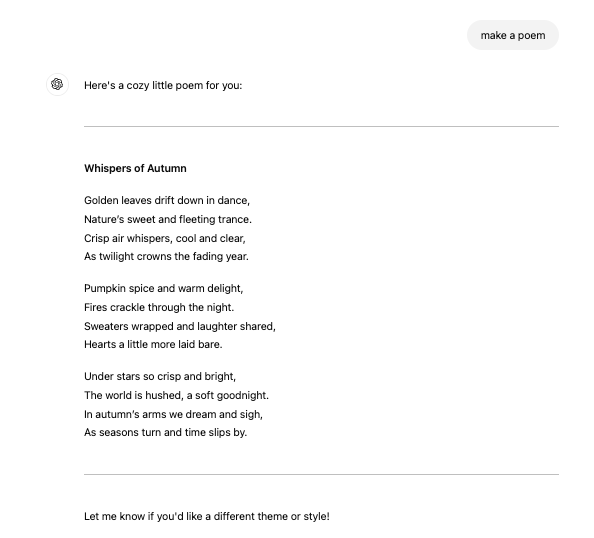 make a poem
Here's a cozy little poem for you:
Whispers of Autumn
Golden leaves drift down in dance,
Nature's sweet and fleeting trance.
Crisp air whispers, cool and clear,
As twilight crowns the fading year.
Pumpkin spice and warm delight,
Fires crackle through the night.
Sweaters wrapped and laughter shared,
Hearts a little more laid bare.
Under stars so crisp and bright,
The world is hushed, a soft goodnight.
In autumn's arms we dream and sigh,
As seasons turn and time slips by.
Let me know if you'd like a different theme or style!